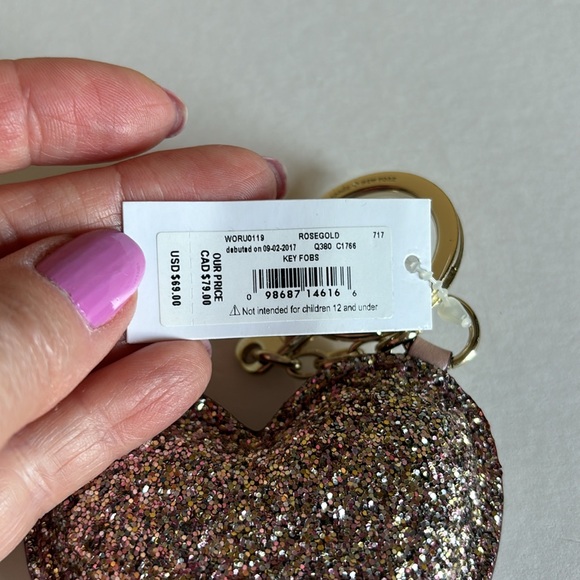 WORU0119 ROSEGOLD 717
debuted on 09-02-2017 Q380 C1766
KEY FOBS
0 98687 14616 6
⚠ Not intended for children 12 and under
OUR PRICE
CAD $79.00
USD $69.00